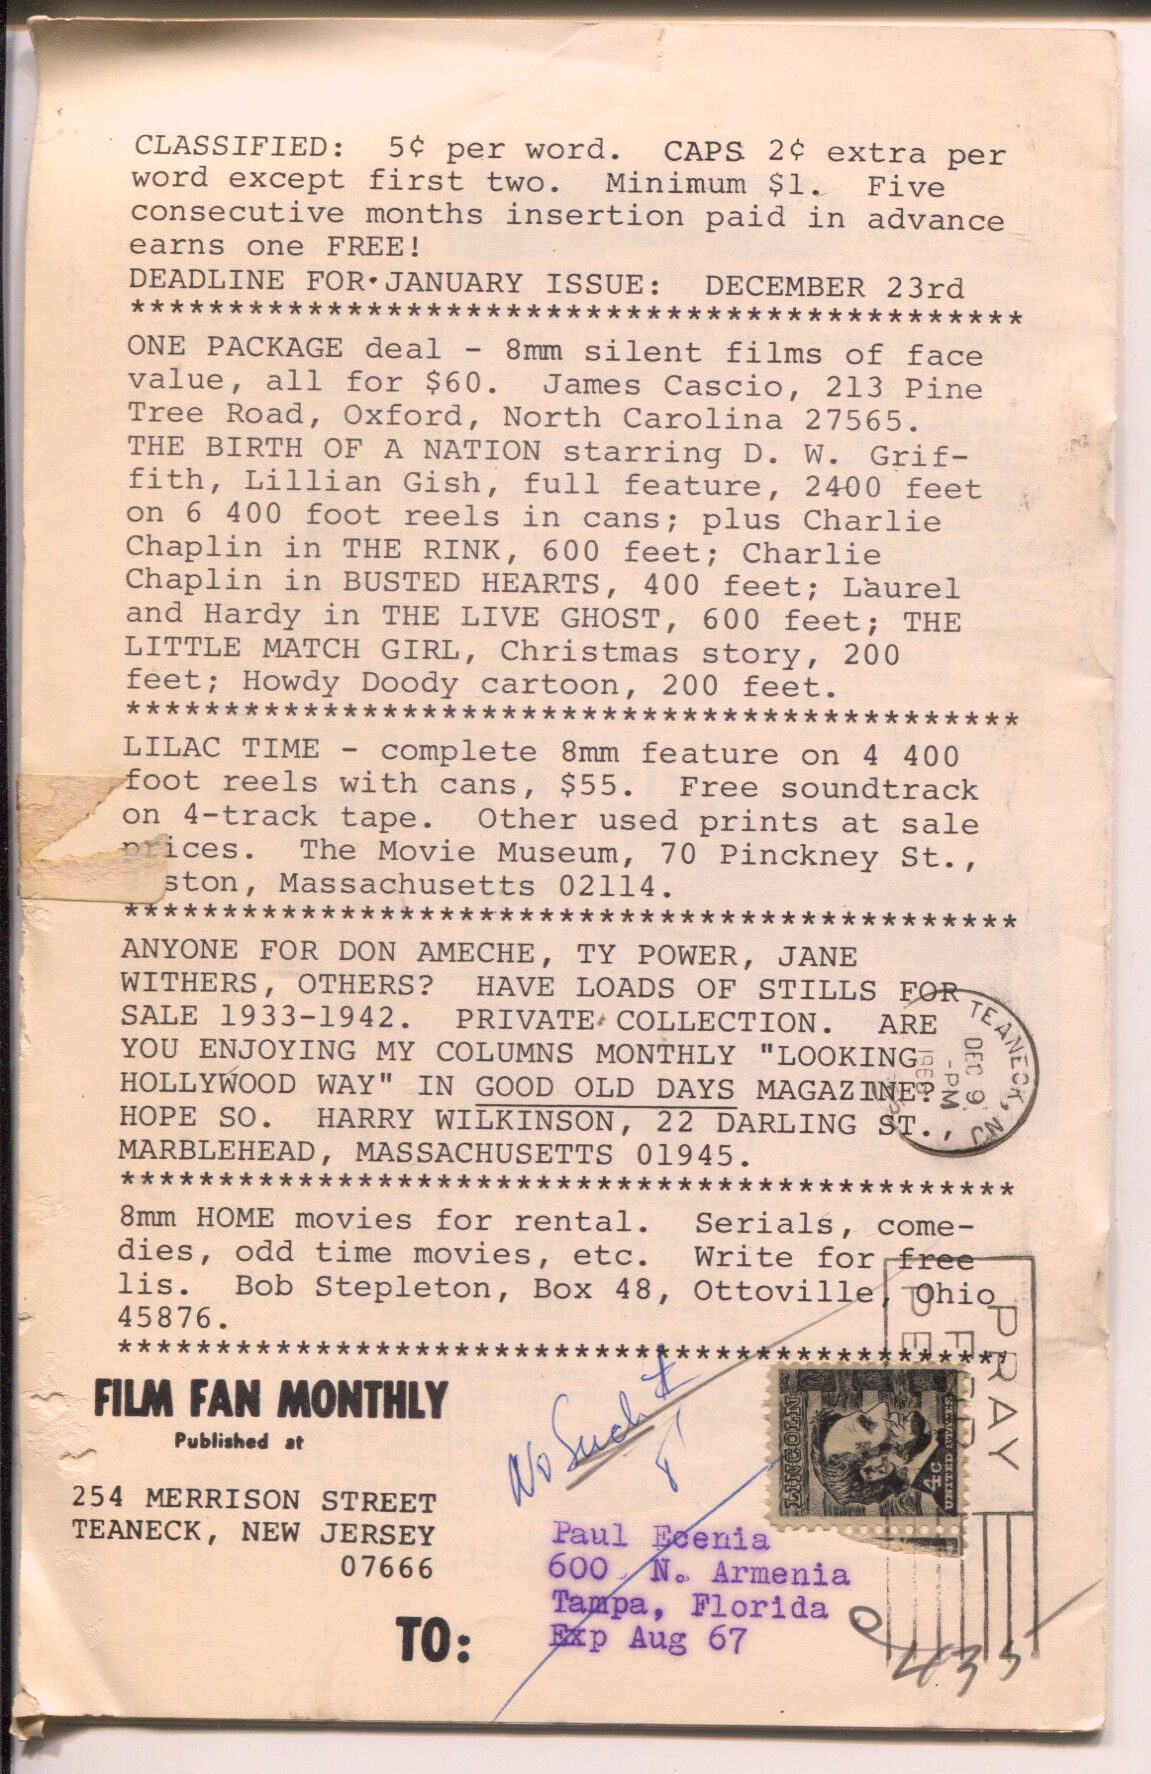 CLASSIFIED: 5¢ per word. CAPS 2¢ extra per
word except first two. Minimum $1. Five
consecutive months insertion paid in advance
earns one FREE!
DEADLINE FOR JANUARY ISSUE: DECEMBER 23rd
*********************************************
ONE PACKAGE deal - 8mm silent films of face
value, all for $60. James Cascio, 213 Pine
Tree Road, Oxford, North Carolina 27565.
THE BIRTH OF A NATION starring D. W. Grif-
fith, Lillian Gish, full feature, 2400 feet
on 6 400 foot reels in cans; plus Charlie
Chaplin in THE RINK, 600 feet; Charlie
Chaplin in BUSTED HEARTS, 400 feet; Laurel
and Hardy in THE LIVE GHOST, 600 feet; THE
LITTLE MATCH GIRL, Christmas story, 200
feet; Howdy Doody cartoon, 200 feet.
*********************************************
LILAC TIME - complete 8mm feature on 4 400
foot reels with cans, $55. Free soundtrack
on 4-track tape. Other used prints at sale
prices. The Movie Museum, 70 Pinckney St.,
ston, Massachusetts 02114.
*********************************************
ANYONE FOR DON AMECHE, TY POWER, JANE
WITHERS, OTHERS? HAVE LOADS OF STILLS FOR
SALE 1933-1942. PRIVATE COLLECTION. ARE
YOU ENJOYING MY COLUMNS MONTHLY "LOOKING
HOLLYWOOD WAY" IN GOOD OLD DAYS MAGAZINE?
HOPE SO. HARRY WILKINSON, 22 DARLING ST.,
MARBLEHEAD, MASSACHUSETTS 01945.
*********************************************
8mm HOME movies for rental. Serials, come-
dies, odd time movies, etc. Write for free
lis. Bob Stepleton, Box 48, Ottoville, Ohio
45876.
*********************************************
TEANECK, NJ
DEC 9
-PM
1966
PRAY
FOR
PE
LINCOLN
4c
UNITED STATES
No Such #
FILM FAN MONTHLY
Published at
254 MERRISON STREET
TEANECK, NEW JERSEY
07666
TO:
Paul Ecenia
600 N. Armenia
Tampa, Florida
Exp Aug 67
435